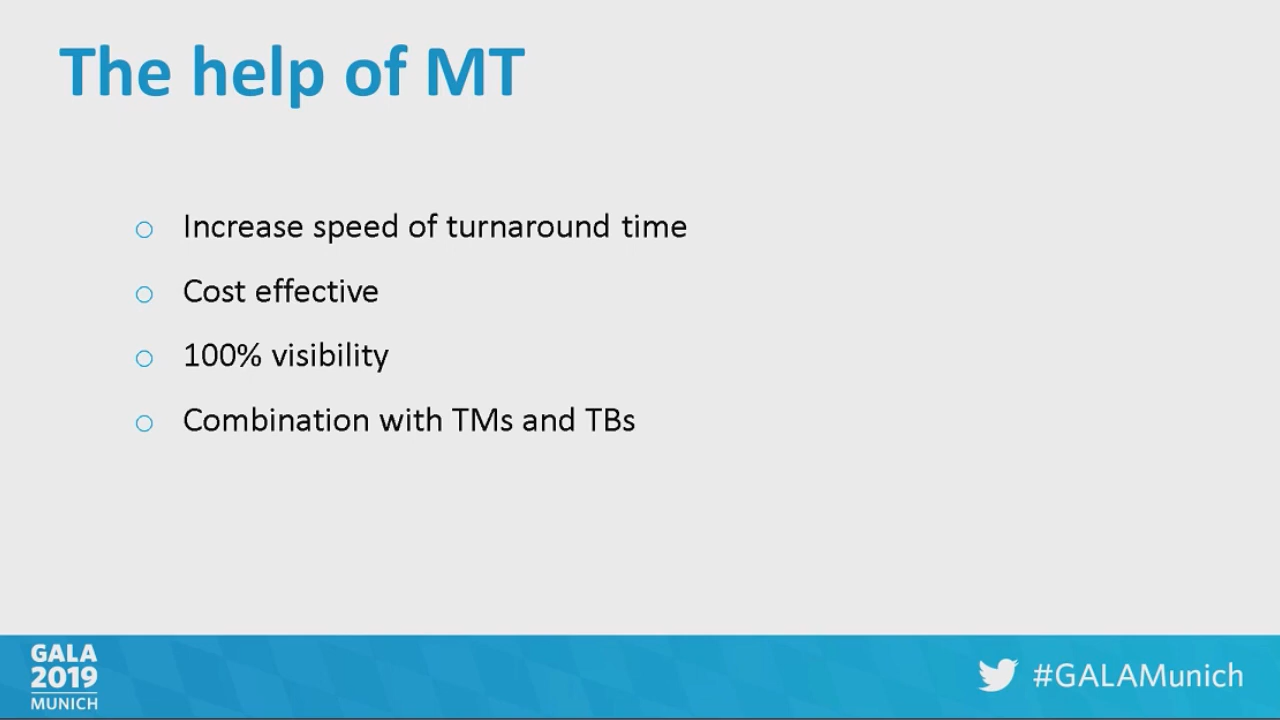 The help of MT
Increase speed of turnaround time
Cost effective
100% visibility
Combination with TMs and TBs
GALA
2019
MUNICH
#GALAMunich